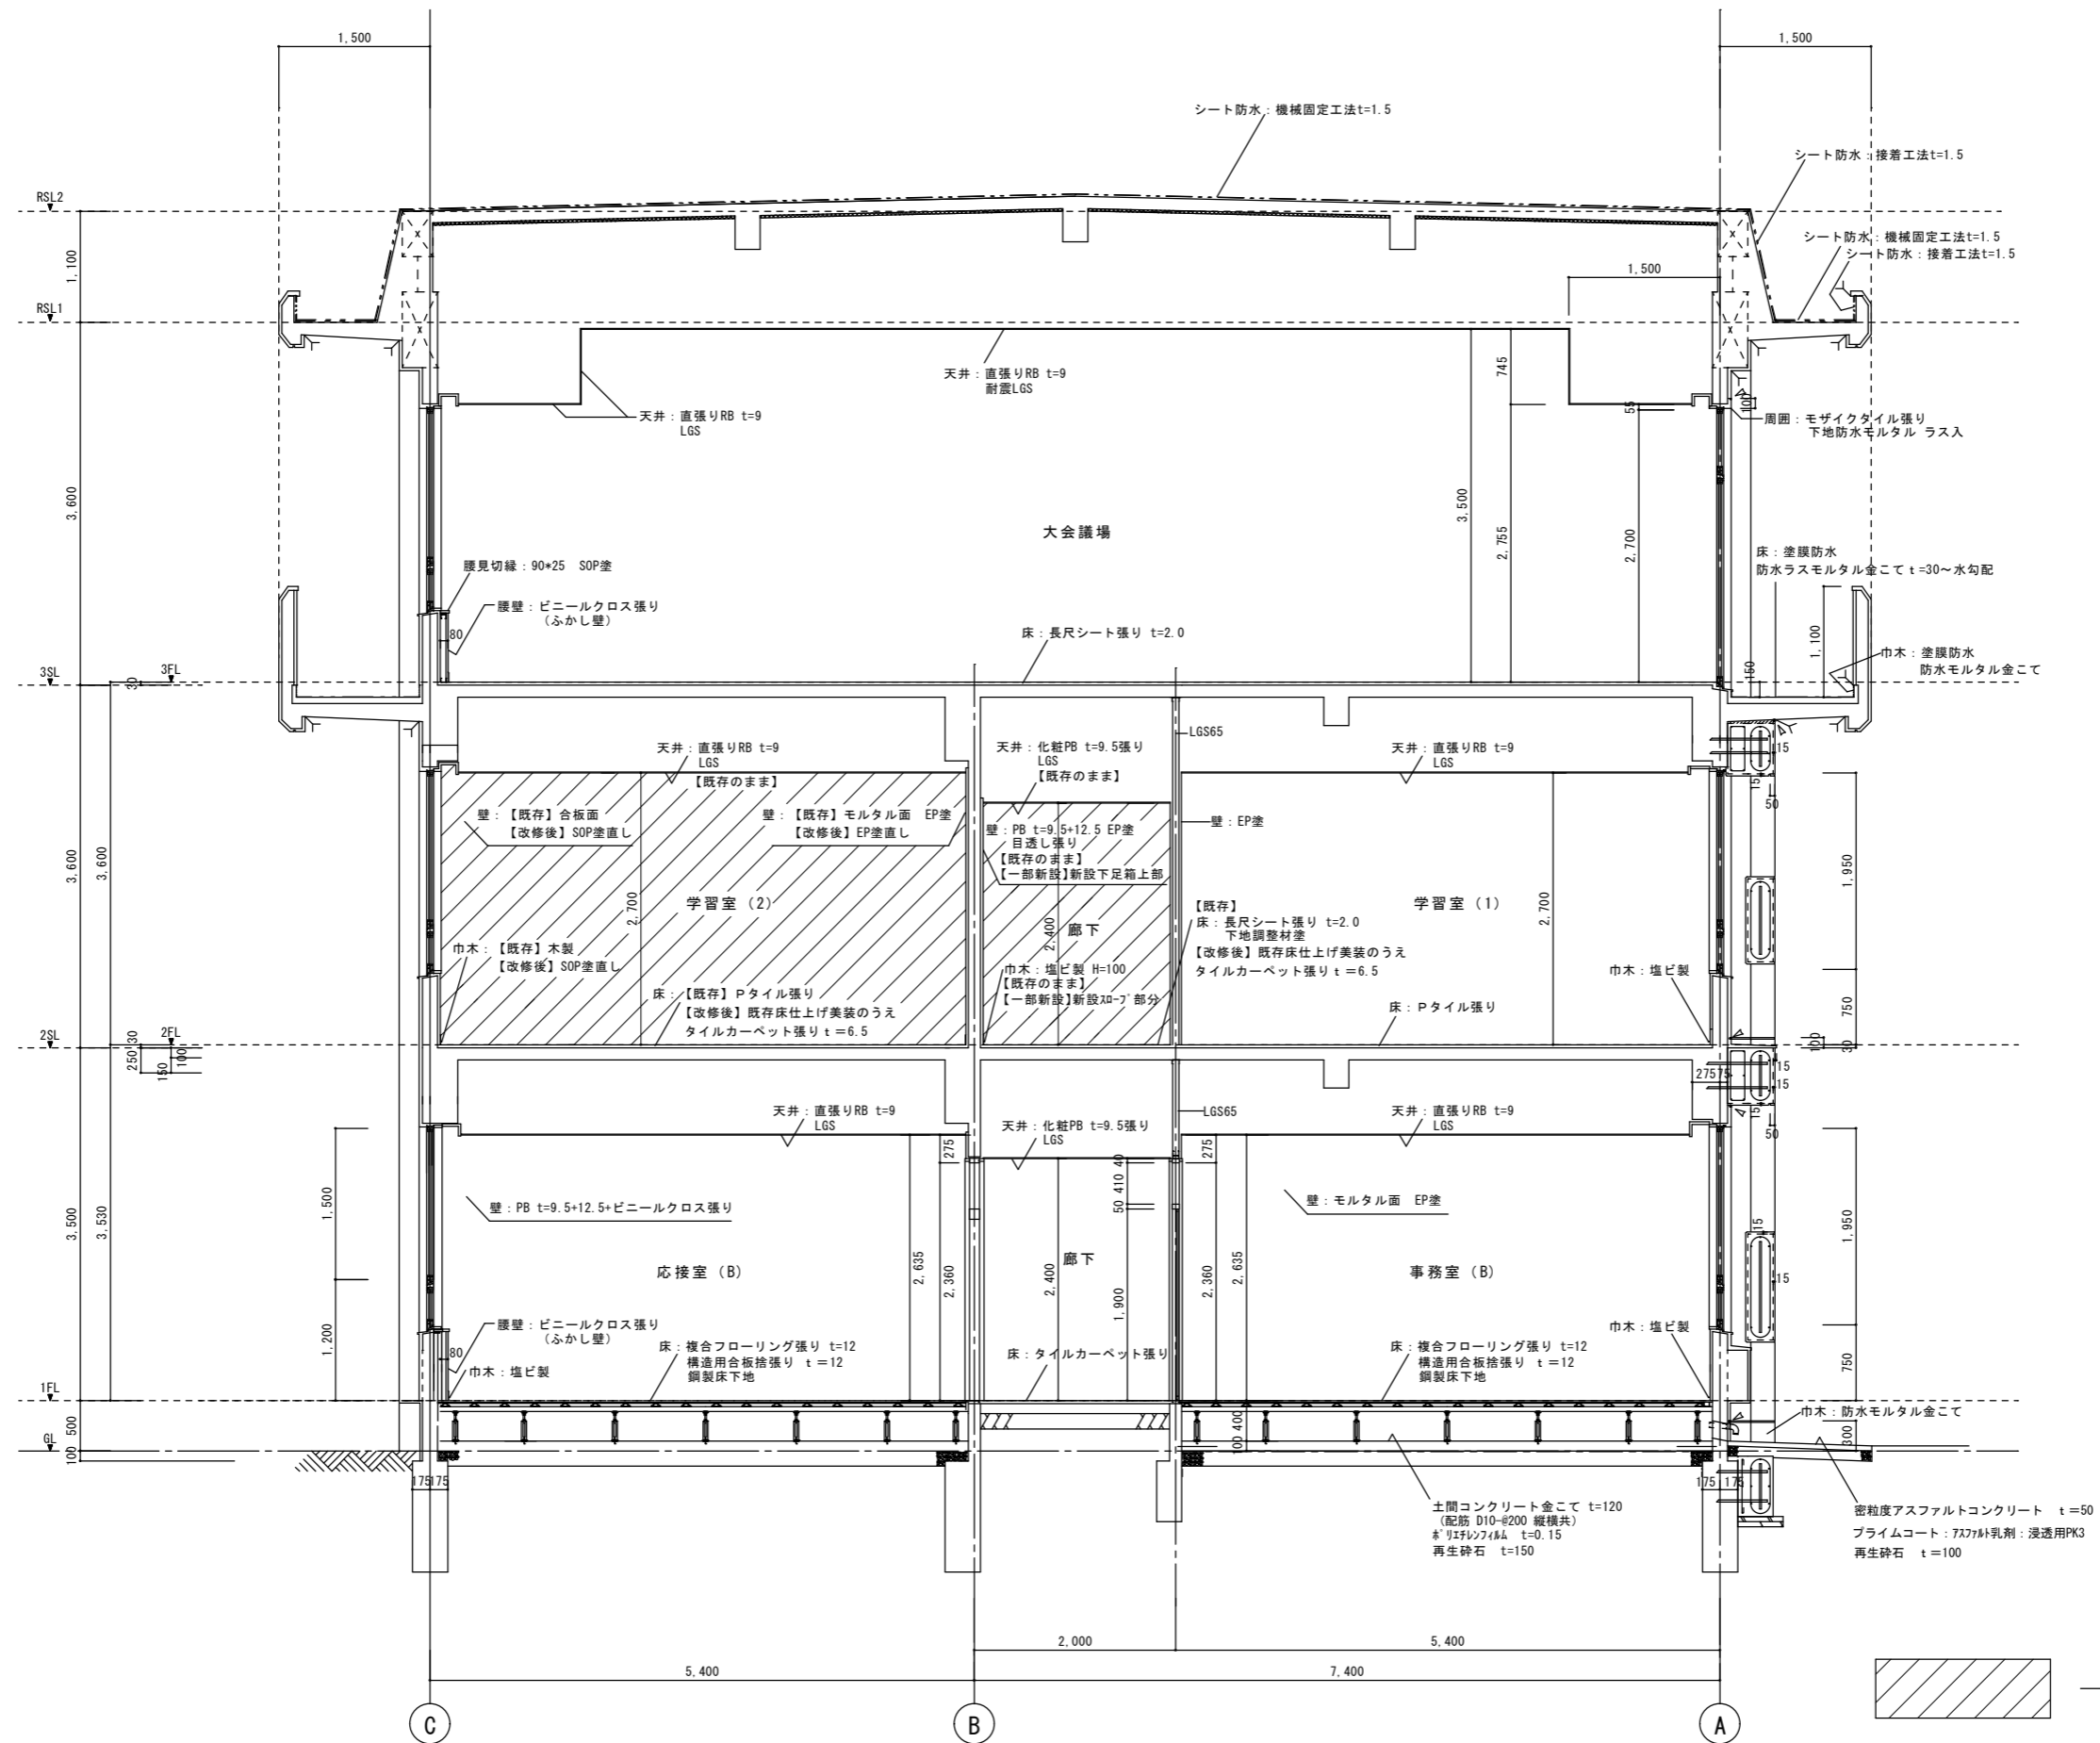 1,500
1,500
シート防水：機械固定工法t=1.5
シート防水：接着工法t=1.5
RSL2
シート防水：機械固定工法t=1.5
シート防水：接着工法t=1.5
1,100
1,500
RSL1
745
天井：直張りRB t=9
耐震LGS
天井：直張りRB t=9
LGS
55
100
周囲：モザイクタイル張り
下地防水モルタル ラス入
3,600
3,500
2,755
2,700
大会議場
床：塗膜防水
防水ラスモルタル金こて t=30～水勾配
腰見切縁：90*25 SOP塗
腰壁：ビニールクロス張り
（ふかし壁）
80
床：長尺シート張り t=2.0
1,100
150
巾木：塗膜防水
防水モルタル金こて
3SL
3FL
30
LGS65
天井：直張りRB t=9
LGS
【既存のまま】
天井：化粧PB t=9.5張り
LGS
【既存のまま】
天井：直張りRB t=9
LGS
15
15
50
壁：【既存】合板面
【改修後】SOP塗直し
壁：【既存】モルタル面 EP塗
【改修後】EP塗直し
壁：PB t=9.5+12.5 EP塗
目透し張り
【既存のまま】
【一部新設】新設下足箱上部
壁：EP塗
3,600
3,600
1,950
学習室（2）
2,700
廊下
2,400
【既存】
床：長尺シート張り t=2.0
下地調整材塗
【改修後】既存床仕上げ美装のうえ
タイルカーペット張り t＝6.5
学習室（1）
2,700
巾木：【既存】木製
【改修後】SOP塗直し
巾木：塩ビ製 H=100
【既存のまま】
【一部新設】新設ｽﾛｰﾌﾟ部分
巾木：塩ビ製
床：【既存】Pタイル張り
【改修後】既存床仕上げ美装のうえ
タイルカーペット張り t＝6.5
床：Pタイル張り
750
2SL
2FL
30
250
150
100
100
30
27575
15
15
15
50
天井：直張りRB t=9
LGS
LGS65
天井：化粧PB t=9.5張り
LGS
天井：直張りRB t=9
LGS
275
40
410
50
275
壁：PB t=9.5+12.5+ビニールクロス張り
壁：モルタル面 EP塗
1,500
3,500
3,530
15
1,950
15
応接室（B）
2,635
2,360
廊下
2,400
1,900
2,360
2,635
事務室（B）
腰壁：ビニールクロス張り
（ふかし壁）
80
巾木：塩ビ製
1,200
床：複合フローリング張り t=12
構造用合板捨張り t＝12
鋼製床下地
床：タイルカーペット張り
床：複合フローリング張り t=12
構造用合板捨張り t＝12
鋼製床下地
巾木：塩ビ製
750
1FL
500
100
GL
400
100
巾木：防水モルタル金こて
300
175175
175 175
土間コンクリート金こて t=120
（配筋 D10-@200 縦横共）
ﾎﾟﾘｴﾁﾚﾝﾌｨﾙﾑ t=0.15
再生砕石 t=150
密粒度アスファルトコンクリート t＝50
プライムコート：ｱｽﾌｧﾙﾄ乳剤：浸透用PK3
再生砕石 t＝100
2,000
5,400
5,400
7,400
C
B
A